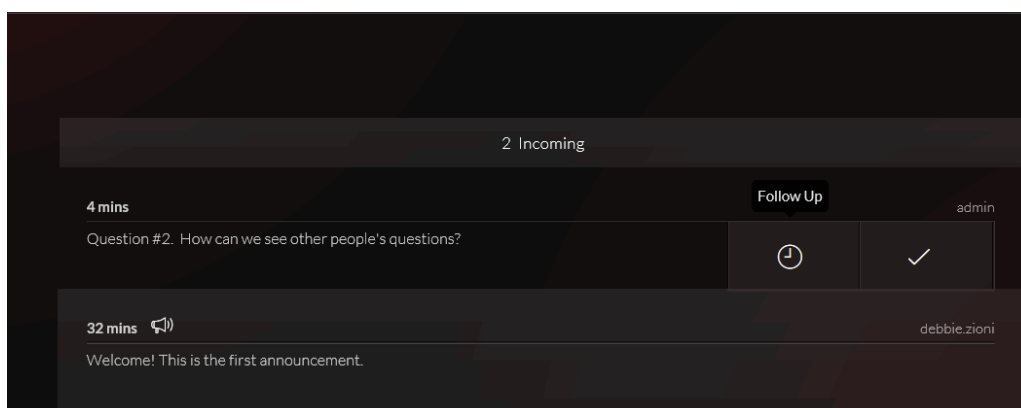 2 Incoming
Follow Up
4 mins admin
Question #2. How can we see other people's questions?
32 mins debbie.zioni
Welcome! This is the first announcement.